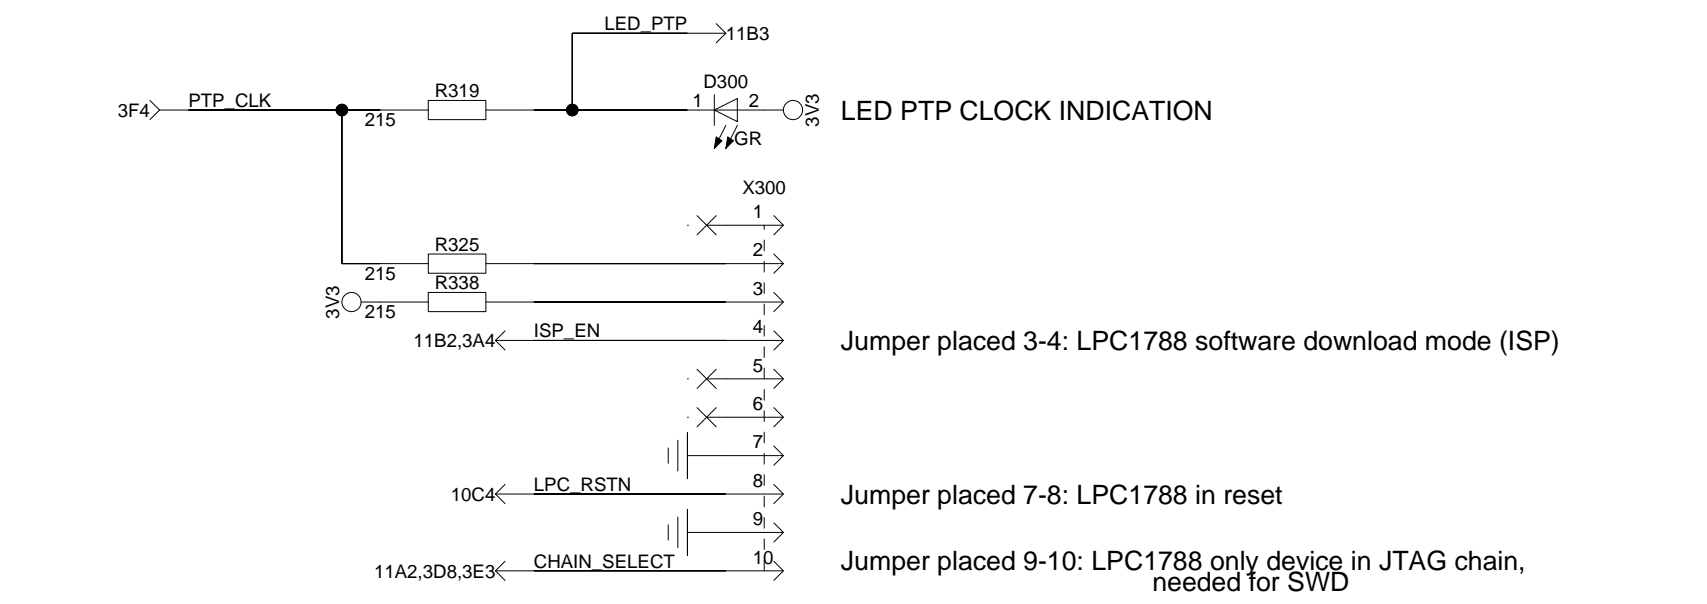 LED_PTP
11B3
D300
3F4 PTP_CLK R319 1 2 3V3 LED PTP CLOCK INDICATION
215
GR
X300
1
R325 2
215
3V3 R338 3
215
11B2,3A4 ISP_EN 4 Jumper placed 3-4: LPC1788 software download mode (ISP)
5
6
7
10C4 LPC_RSTN 8 Jumper placed 7-8: LPC1788 in reset
9
11A2,3D8,3E3 CHAIN_SELECT 10 Jumper placed 9-10: LPC1788 only device in JTAG chain,
needed for SWD